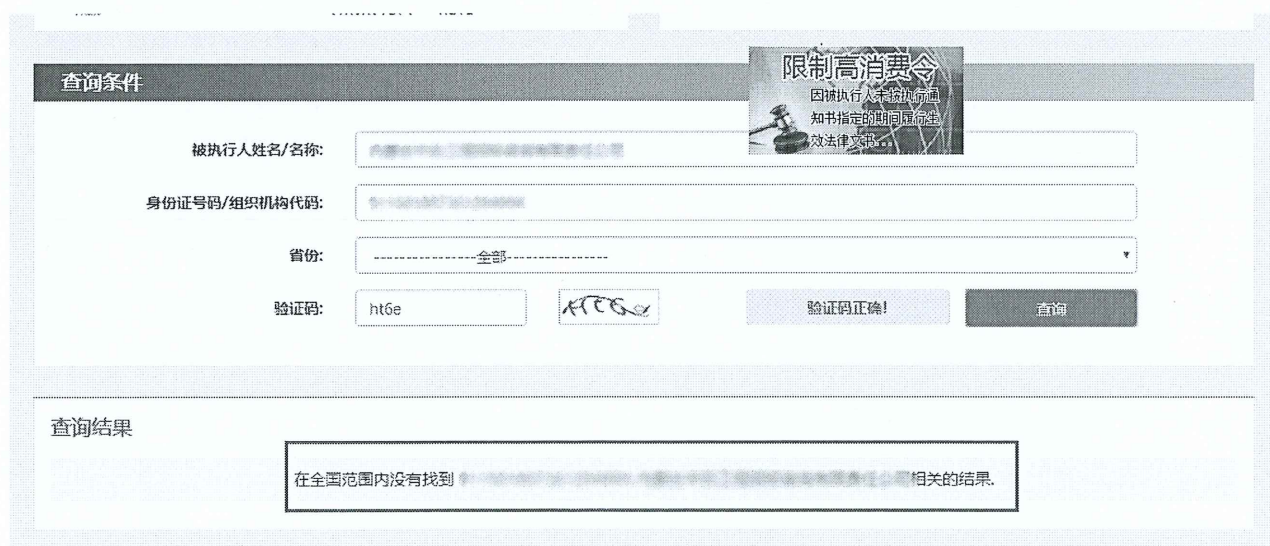 查询条件
限制高消费令
因被执行人未按执行通
知书指定的期间履行生
效法律文书...
被执行人姓名/名称:
身份证号码/组织机构代码:
省份:
----------------全部----------------
验证码:
ht6e
验证码正确!
查询
查询结果
在全国范围内没有找到
相关的结果.